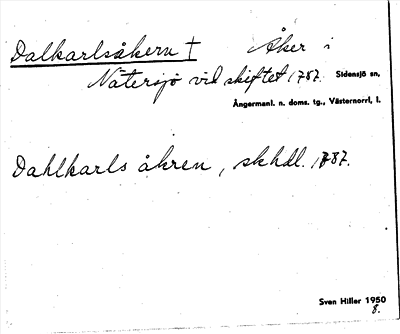 Dalkarlsåkern † Åker i
Nätersjö vid skiftet 1787. Sidensjö sn,
Ångermanl. n. doms. tg., Västernorrl, l.
Dahlkarls åkren, skhdl. 1787.
Sven Hiller 1950
8.